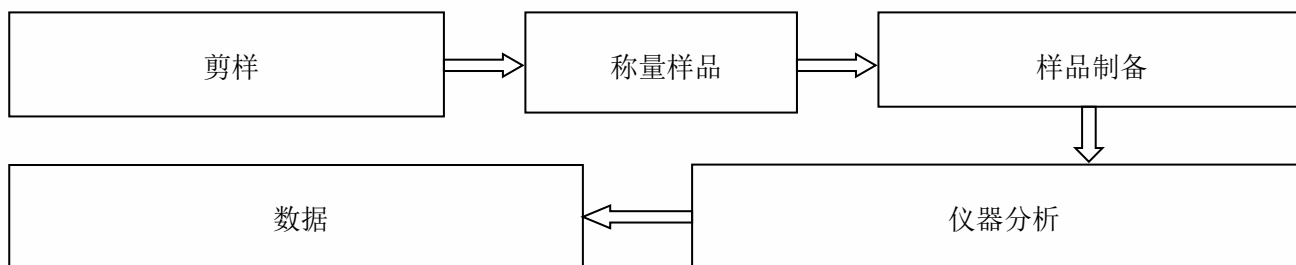 剪样
称量样品
样品制备
仪器分析
数据